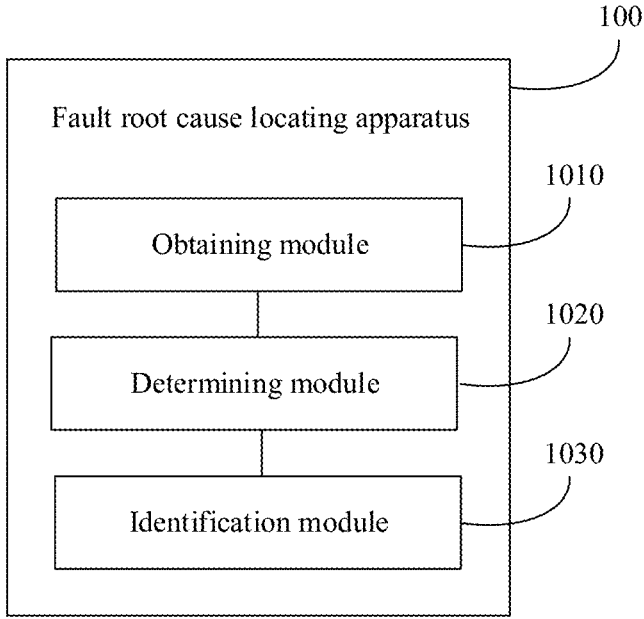 100
Fault root cause locating apparatus
1010
Obtaining module
1020
Determining module
1030
Identification module